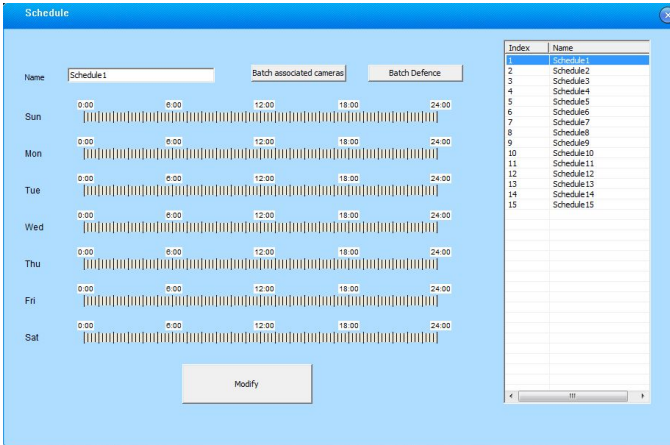 Schedule
Name Schedule1 Batch associated cameras Batch Defence
0:00 6:00 12:00 18:00 24:00
Sun
0:00 6:00 12:00 18:00 24:00
Mon
0:00 6:00 12:00 18:00 24:00
Tue
0:00 6:00 12:00 18:00 24:00
Wed
0:00 6:00 12:00 18:00 24:00
Thu
0:00 6:00 12:00 18:00 24:00
Fri
0:00 6:00 12:00 18:00 24:00
Sat
Modify
Index Name
1 Schedule1
2 Schedule2
3 Schedule3
4 Schedule4
5 Schedule5
6 Schedule6
7 Schedule7
8 Schedule8
9 Schedule9
10 Schedule10
11 Schedule11
12 Schedule12
13 Schedule13
14 Schedule14
15 Schedule15